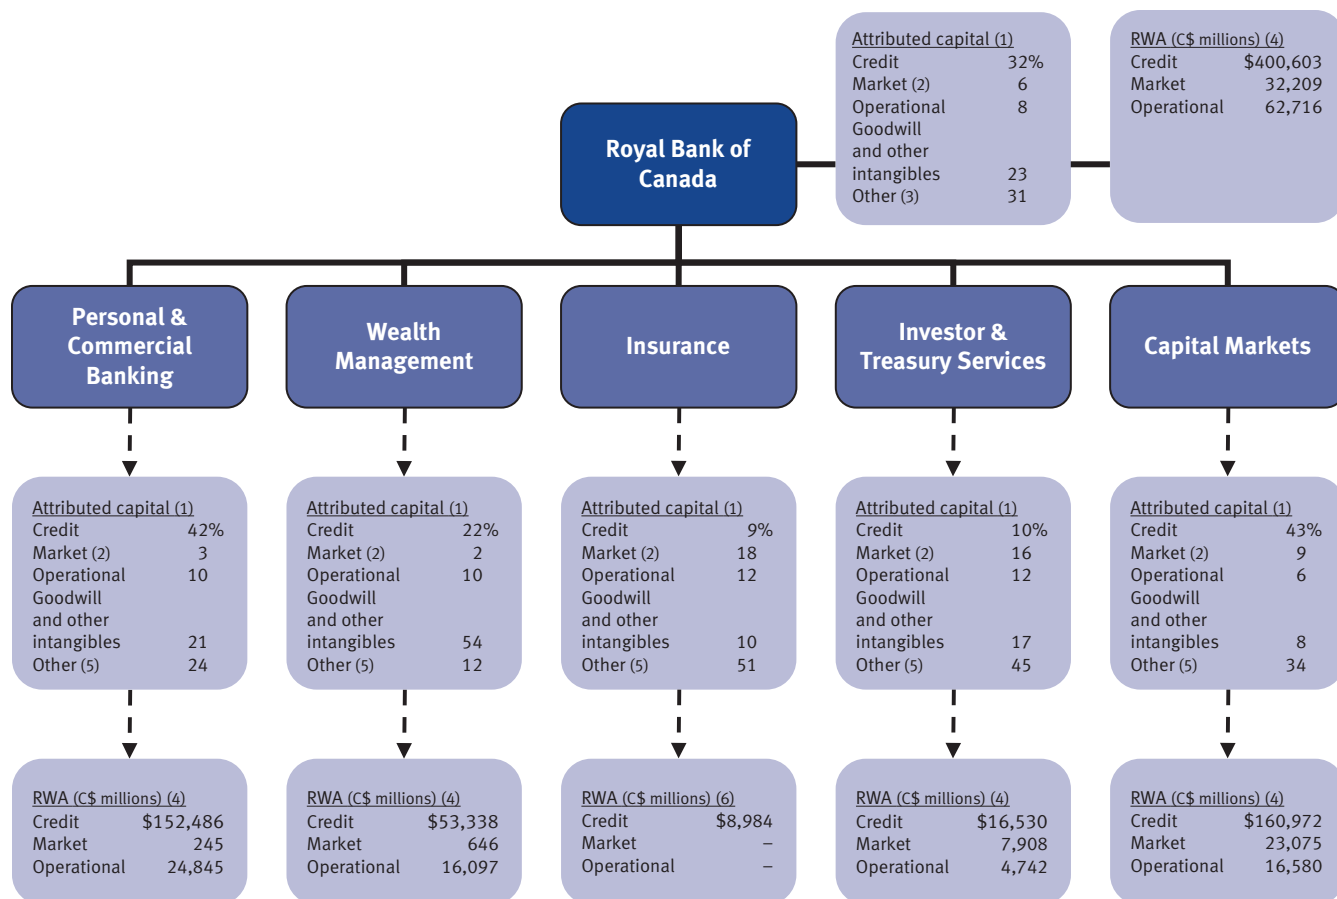 Attributed capital (1)
Credit 32%
Market (2) 6
Operational 8
Goodwill
and other
intangibles 23
Other (3) 31
RWA (C$ millions) (4)
Credit $400,603
Market 32,209
Operational 62,716
Royal Bank of
Canada
Personal &
Commercial
Banking
Wealth
Management
Insurance
Investor &
Treasury Services
Capital Markets
Attributed capital (1)
Credit 42%
Market (2) 3
Operational 10
Goodwill
and other
intangibles 21
Other (5) 24
Attributed capital (1)
Credit 22%
Market (2) 2
Operational 10
Goodwill
and other
intangibles 54
Other (5) 12
Attributed capital (1)
Credit 9%
Market (2) 18
Operational 12
Goodwill
and other
intangibles 10
Other (5) 51
Attributed capital (1)
Credit 10%
Market (2) 16
Operational 12
Goodwill
and other
intangibles 17
Other (5) 45
Attributed capital (1)
Credit 43%
Market (2) 9
Operational 6
Goodwill
and other
intangibles 8
Other (5) 34
RWA (C$ millions) (4)
Credit $152,486
Market 245
Operational 24,845
RWA (C$ millions) (4)
Credit $53,338
Market 646
Operational 16,097
RWA (C$ millions) (6)
Credit $8,984
Market –
Operational –
RWA (C$ millions) (4)
Credit $16,530
Market 7,908
Operational 4,742
RWA (C$ millions) (4)
Credit $160,972
Market 23,075
Operational 16,580